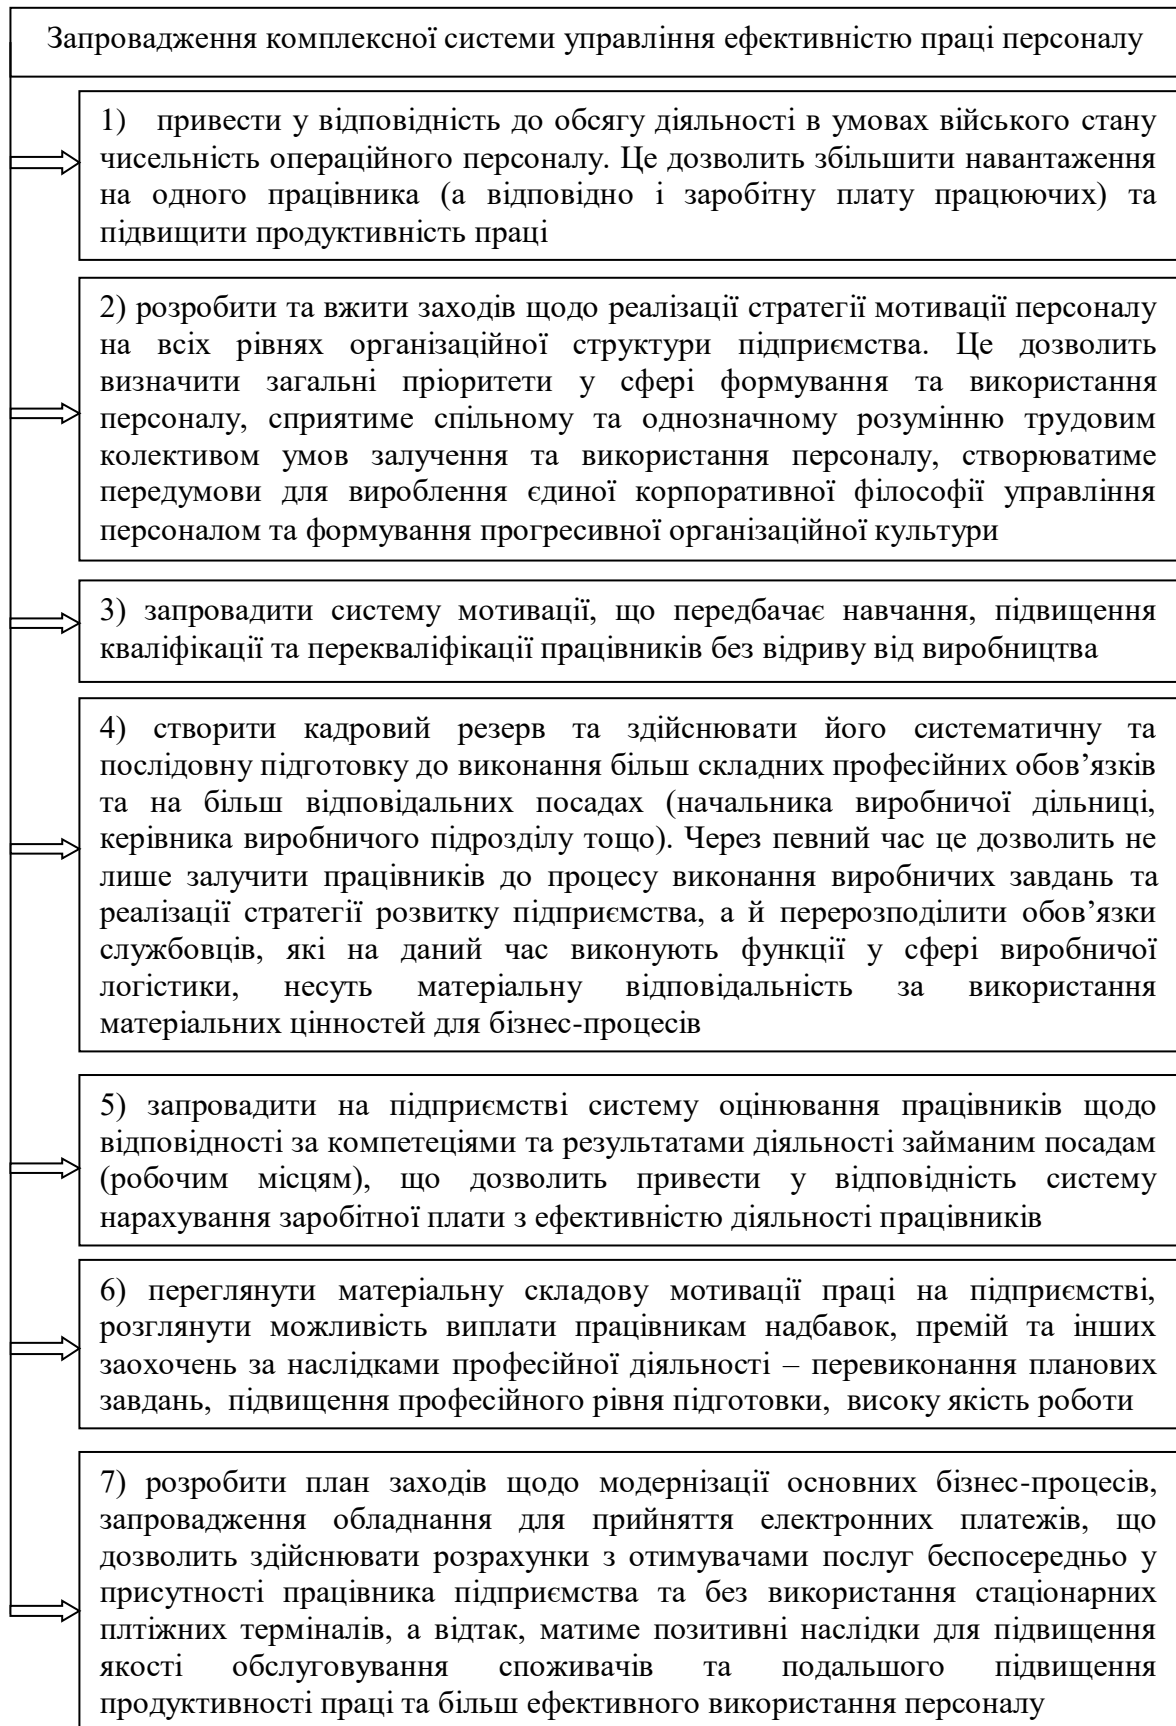 Запровадження комплексної системи управління ефективністю праці персоналу
1) привести у відповідність до обсягу діяльності в умовах війського стану
чисельність операційного персоналу. Це дозволить збільшити навантаження
на одного працівника (а відповідно і заробітну плату працюючих) та
підвищити продуктивність праці
2) розробити та вжити заходів щодо реалізації стратегії мотивації персоналу
на всіх рівнях організаційної структури підприємства. Це дозволить
визначити загальні пріоритети у сфері формування та використання
персоналу, сприятиме спільному та однозначному розумінню трудовим
колективом умов залучення та використання персоналу, створюватиме
передумови для вироблення єдиної корпоративної філософії управління
персоналом та формування прогресивної організаційної культури
3) запровадити систему мотивації, що передбачає навчання, підвищення
кваліфікації та перекваліфікації працівників без відриву від виробництва
4) створити кадровий резерв та здійснювати його систематичну та
послідовну підготовку до виконання більш складних професійних обов’язків
та на більш відповідальних посадах (начальника виробничої дільниці,
керівника виробничого підрозділу тощо). Через певний час це дозволить не
лише залучити працівників до процесу виконання виробничих завдань та
реалізації стратегії розвитку підприємства, а й перерозподілити обов’язки
службовців, які на даний час виконують функції у сфері виробничої
логістики, несуть матеріальну відповідальність за використання
матеріальних цінностей для бізнес-процесів
5) запровадити на підприємстві систему оцінювання працівників щодо
відповідності за компетеціями та результатами діяльності займаним посадам
(робочим місцям), що дозволить привести у відповідність систему
нарахування заробітної плати з ефективністю діяльності працівників
6) переглянути матеріальну складову мотивації праці на підприємстві,
розглянути можливість виплати працівникам надбавок, премій та інших
заохочень за наслідками професійної діяльності – перевиконання планових
завдань, підвищення професійного рівня підготовки, високу якість роботи
7) розробити план заходів щодо модернізації основних бізнес-процесів,
запровадження обладнання для прийняття електронних платежів, що
дозволить здійснювати розрахунки з отимувачами послуг беспосередньо у
присутності працівника підприємства та без використання стаціонарних
плтіжних терміналів, а відтак, матиме позитивні наслідки для підвищення
якості обслуговування споживачів та подальшого підвищення
продуктивності праці та більш ефективного використання персоналу